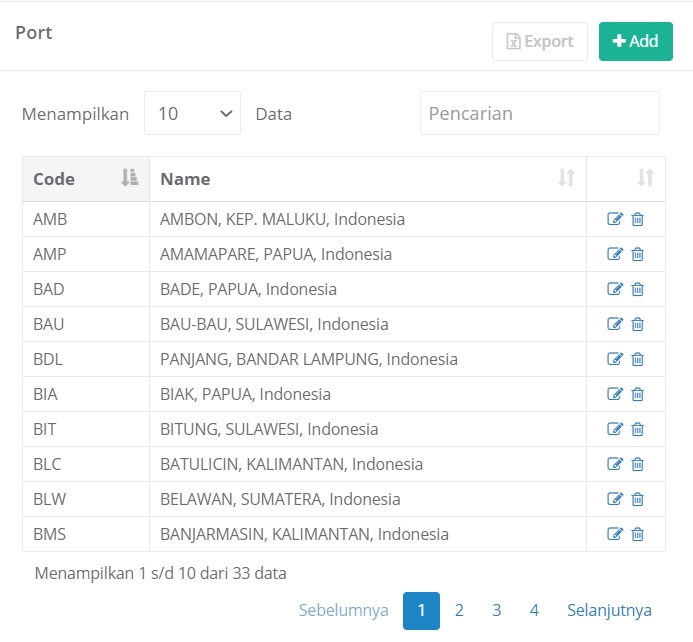 Port
Export
Add
Menampilkan 10 Data
Pencarian
Code Name
AMB AMBON, KEP. MALUKU, Indonesia
AMP AMAMAPARE, PAPUA, Indonesia
BAD BADE, PAPUA, Indonesia
BAU BAU-BAU, SULAWESI, Indonesia
BDL PANJANG, BANDAR LAMPUNG, Indonesia
BIA BIAK, PAPUA, Indonesia
BIT BITUNG, SULAWESI, Indonesia
BLC BATULICIN, KALIMANTAN, Indonesia
BLW BELAWAN, SUMATERA, Indonesia
BMS BANJARMASIN, KALIMANTAN, Indonesia
Menampilkan 1 s/d 10 dari 33 data
Sebelumnya 1 2 3 4 Selanjutnya